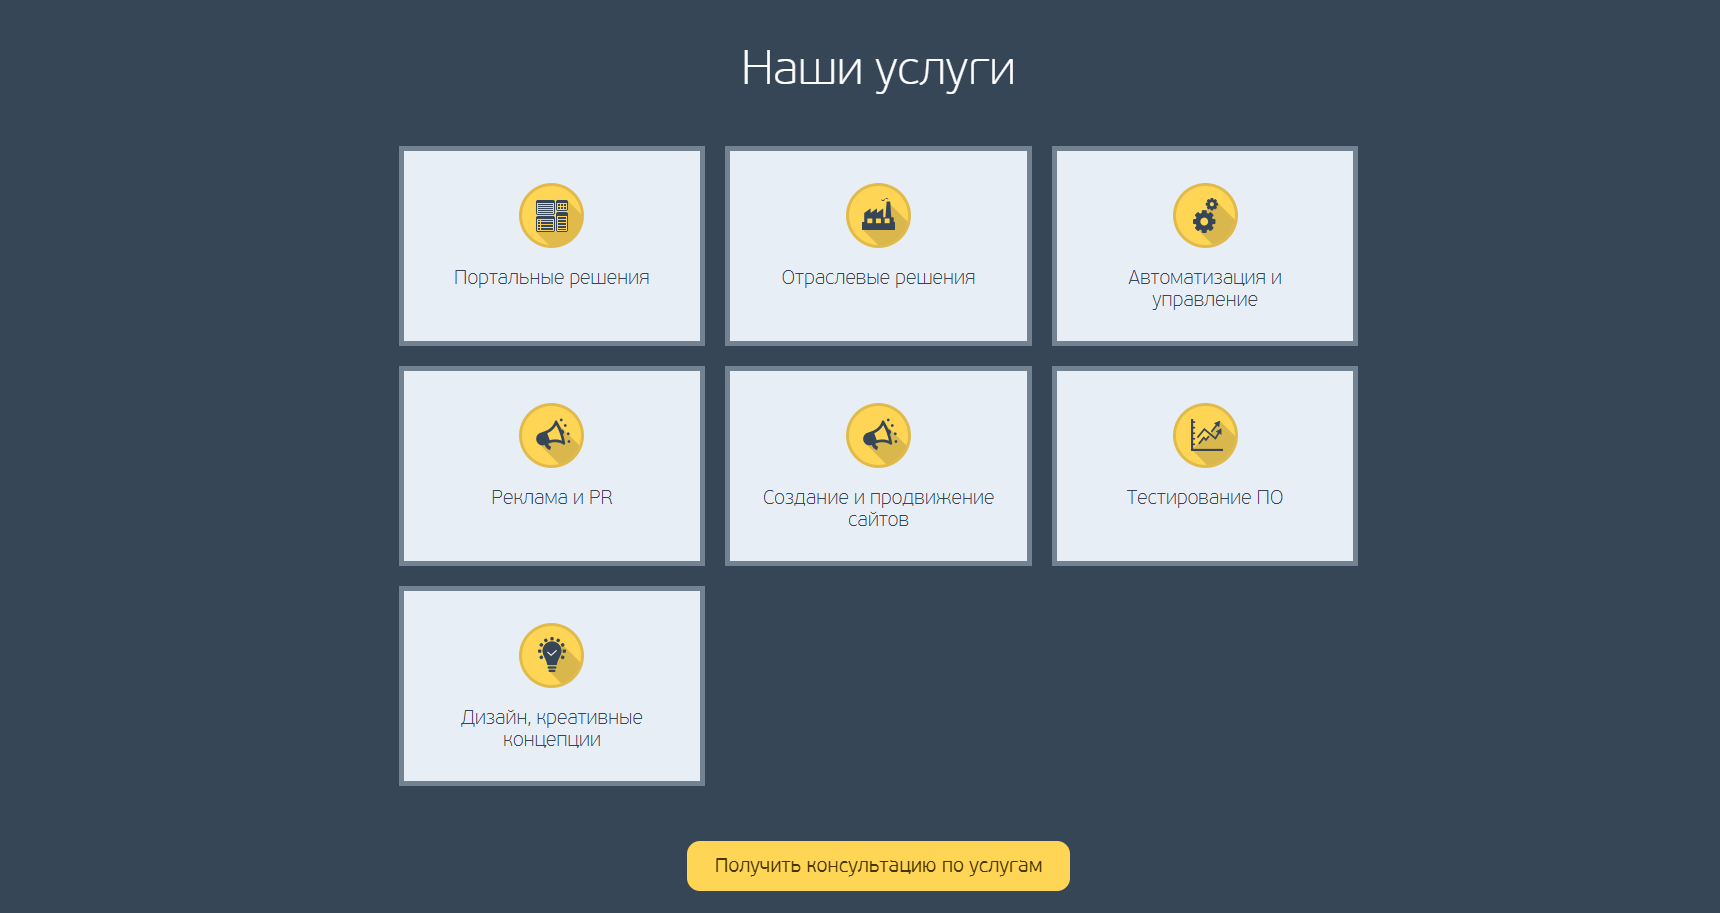 Наши услуги
Портальные решения
Отраслевые решения
Автоматизация и
управление
Реклама и PR
Создание и продвижение
сайтов
Тестирование ПО
Дизайн, креативные
концепции
Получить консультацию по услугам